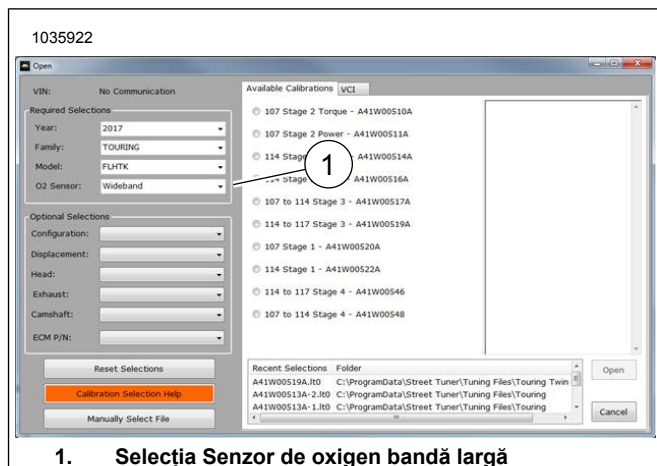 1035922
Open
VIN: No Communication
Required Selections
Year: 2017
Family: TOURING
Model: FLHTK
O2 Sensor: Wideband
Optional Selections
Configuration:
Displacement:
Head:
Exhaust:
Camshaft:
ECM P/N:
Reset Selections
Calibration Selection Help
Manually Select File
Available Calibrations VCI
107 Stage 2 Torque - A41W00510A
107 Stage 2 Power - A41W00511A
114 Stage A41W00514A
Stage A41W00516A
107 to 114 Stage 3 - A41W00517A
114 to 117 Stage 3 - A41W00519A
107 Stage 1 - A41W00520A
114 Stage 1 - A41W00522A
114 to 117 Stage 4 - A41W00546
107 to 114 Stage 4 - A41W00548
1
Recent Selections Folder
A41W00519A.lt0 C:\ProgramData\Street Tuner\Tuning Files\Touring Twin
A41W00513A-2.lt0 C:\ProgramData\Street Tuner\Tuning Files\Touring
A41W00513A-1.lt0 C:\ProgramData\Street Tuner\Tuning Files\Touring
Open
Cancel
1. Selecția Senzor de oxigen bandă largă